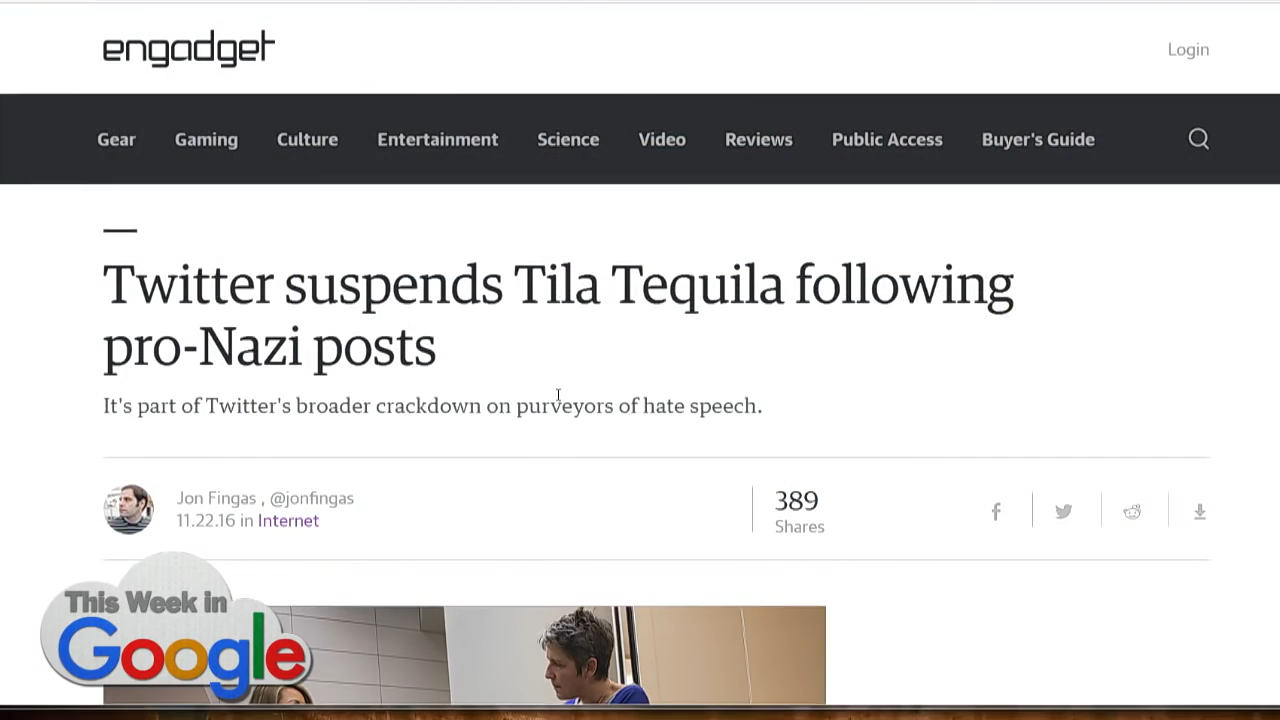 engadget
Login
Gear Gaming Culture Entertainment Science Video Reviews Public Access Buyer's Guide
Twitter suspends Tila Tequila following
pro-Nazi posts
It's part of Twitter's broader crackdown on purveyors of hate speech.
Jon Fingas , @jonfingas
11.22.16 in Internet
389
Shares
This Week in
Google